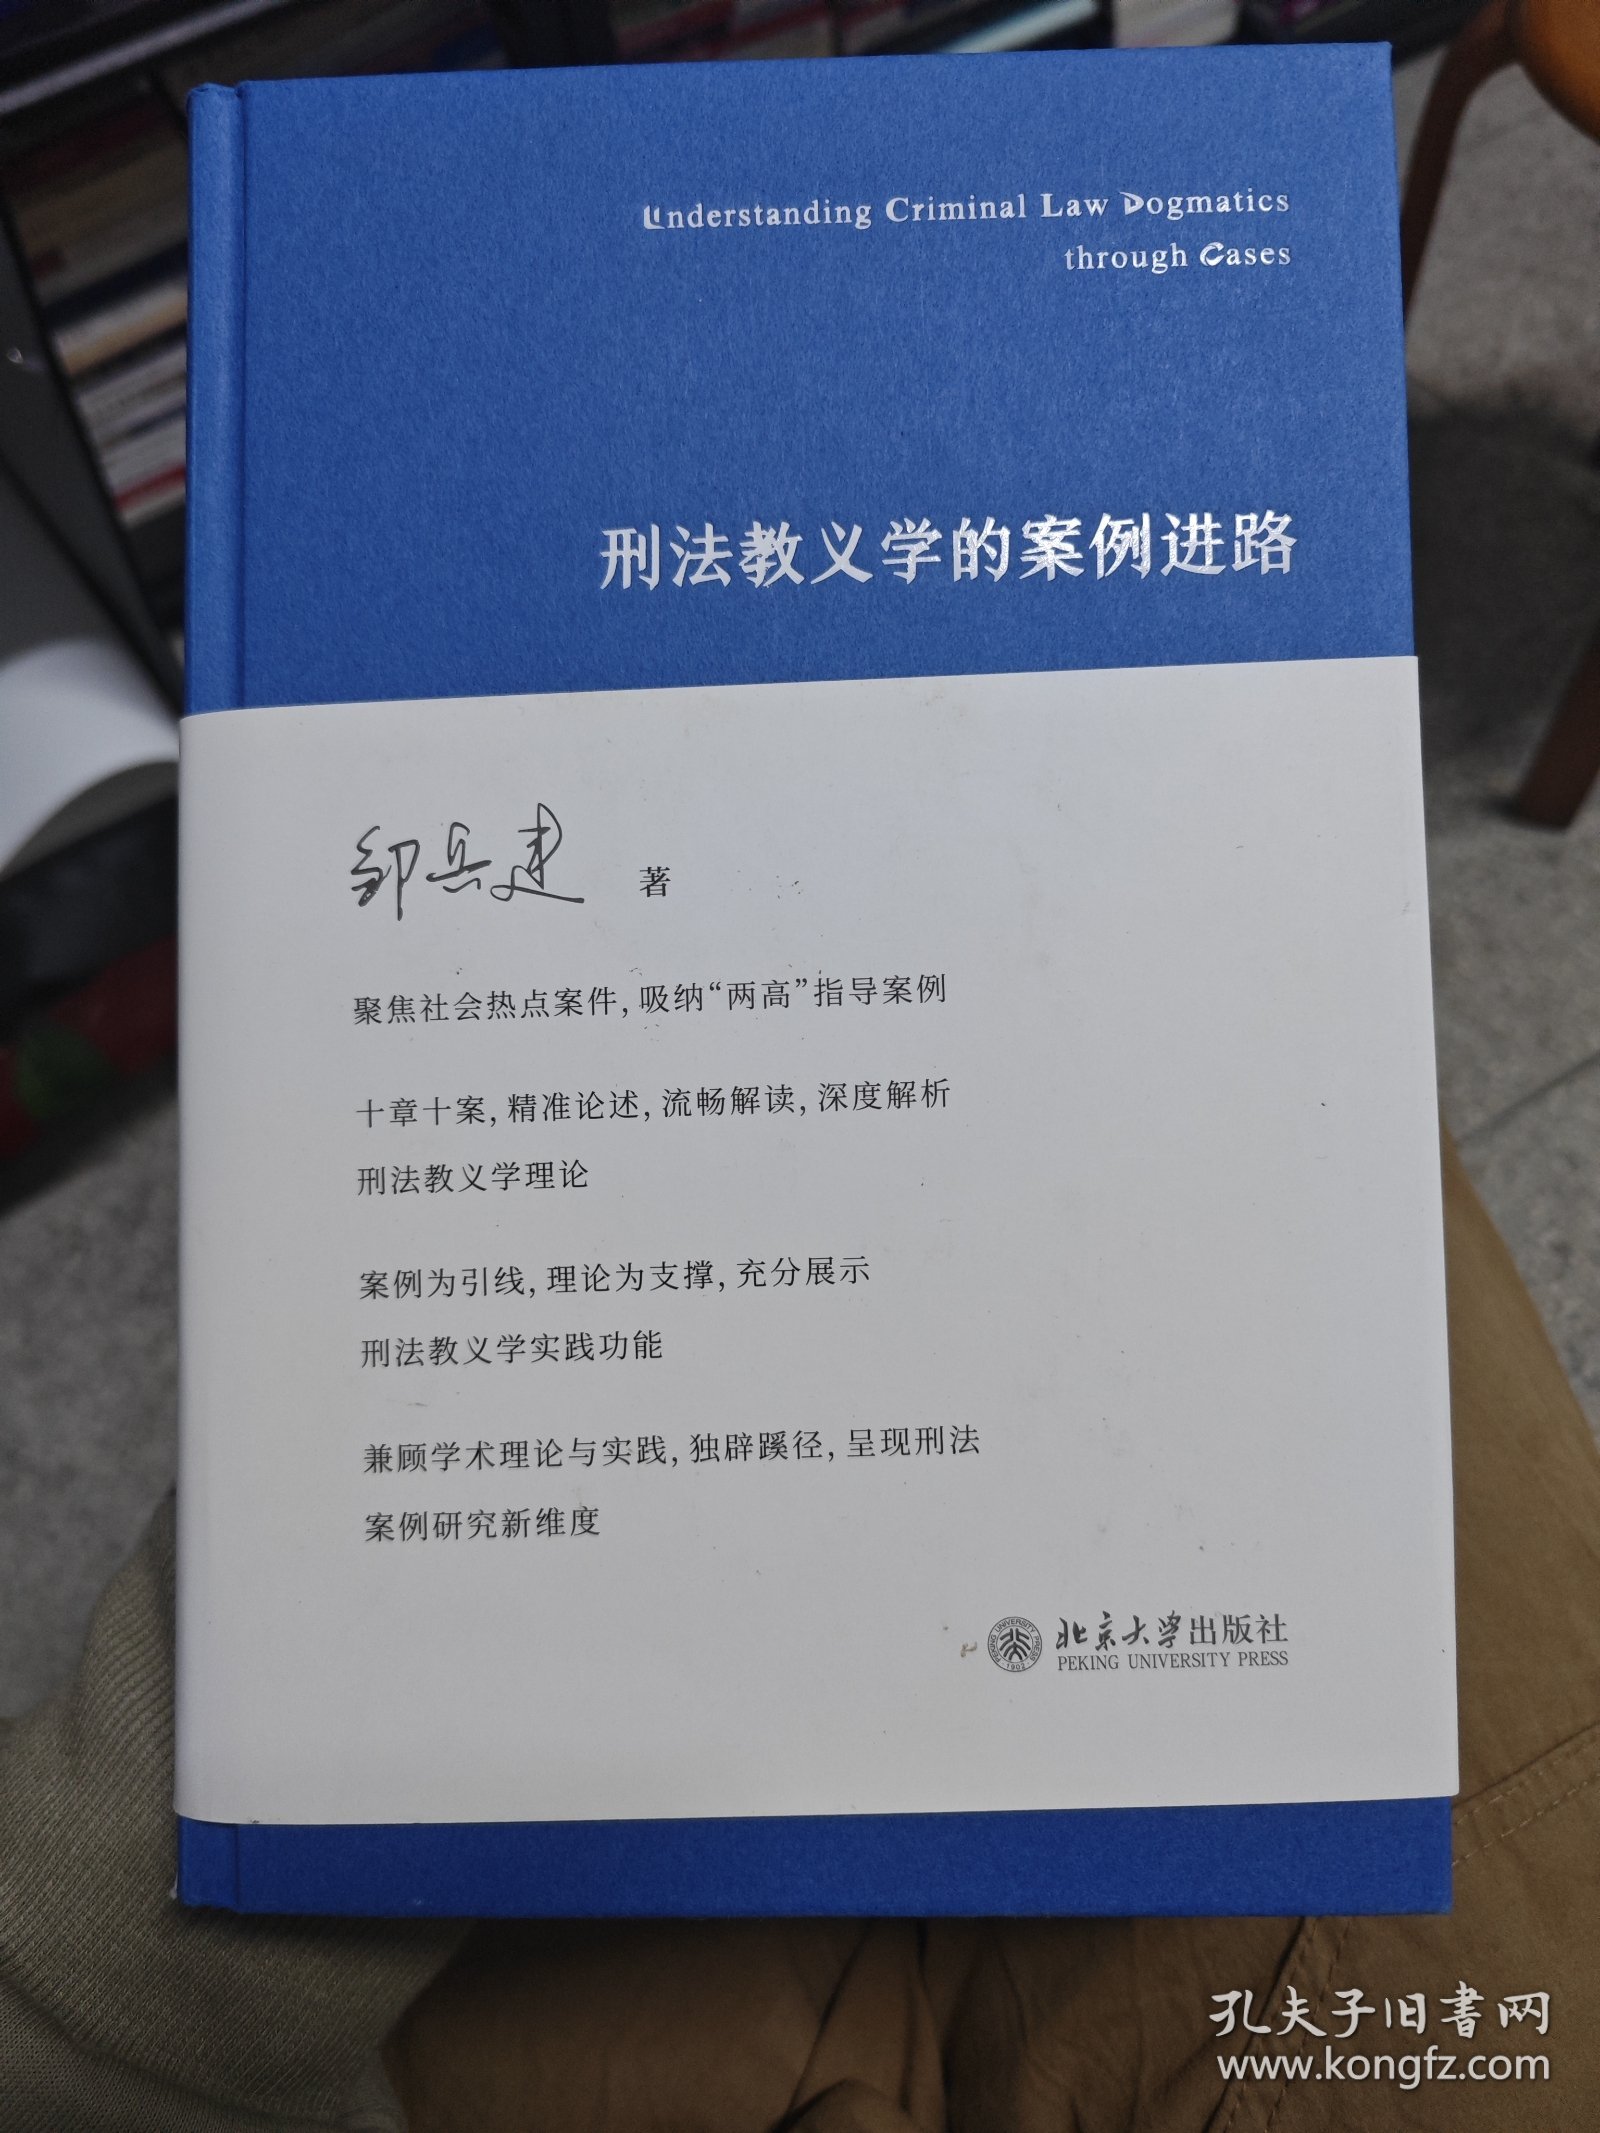 Understanding Criminal Law Dogmatics
through Cases
刑法教义学的案例进路
邹兵建 著
聚焦社会热点案件,吸纳“两高”指导案例
十章十案,精准论述,流畅解读,深度解析
刑法教义学理论
案例为引线,理论为支撑,充分展示
刑法教义学实践功能
兼顾学术理论与实践,独辟蹊径,呈现刑法
案例研究新维度
PEKING UNIVERSITY PRESS 1902
北京大学出版社
PEKING UNIVERSITY PRESS
孔夫子旧书网
www.kongfz.com